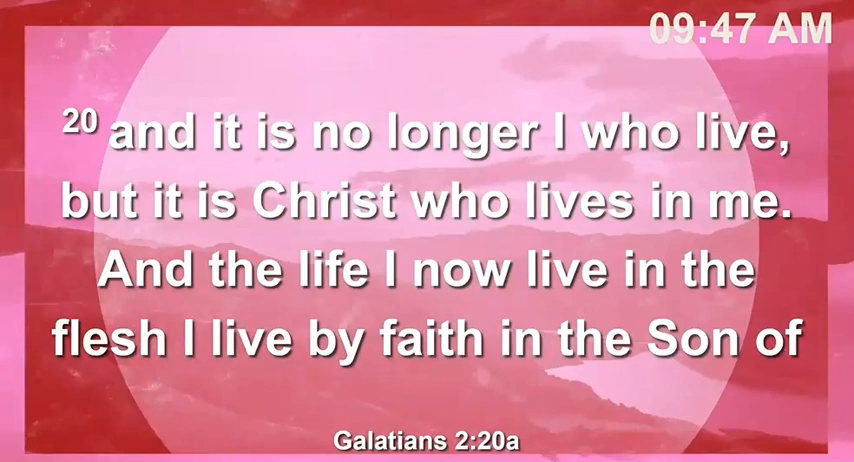 09:47 AM
20 and it is no longer I who live,
but it is Christ who lives in me.
And the life I now live in the
flesh I live by faith in the Son of
Galatians 2:20a